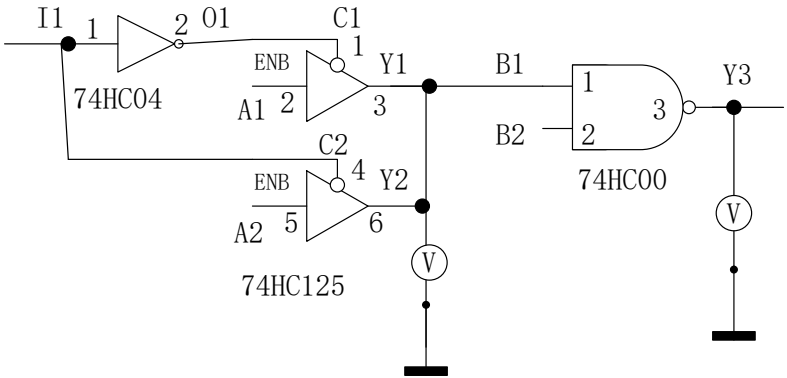 I1 1 2 O1 C1
1
ENB Y1 B1 Y3
74HC04 A1 2 3 1
3
C2 B2 2
4
ENB Y2 74HC00
A2 5 6 V
V
74HC125